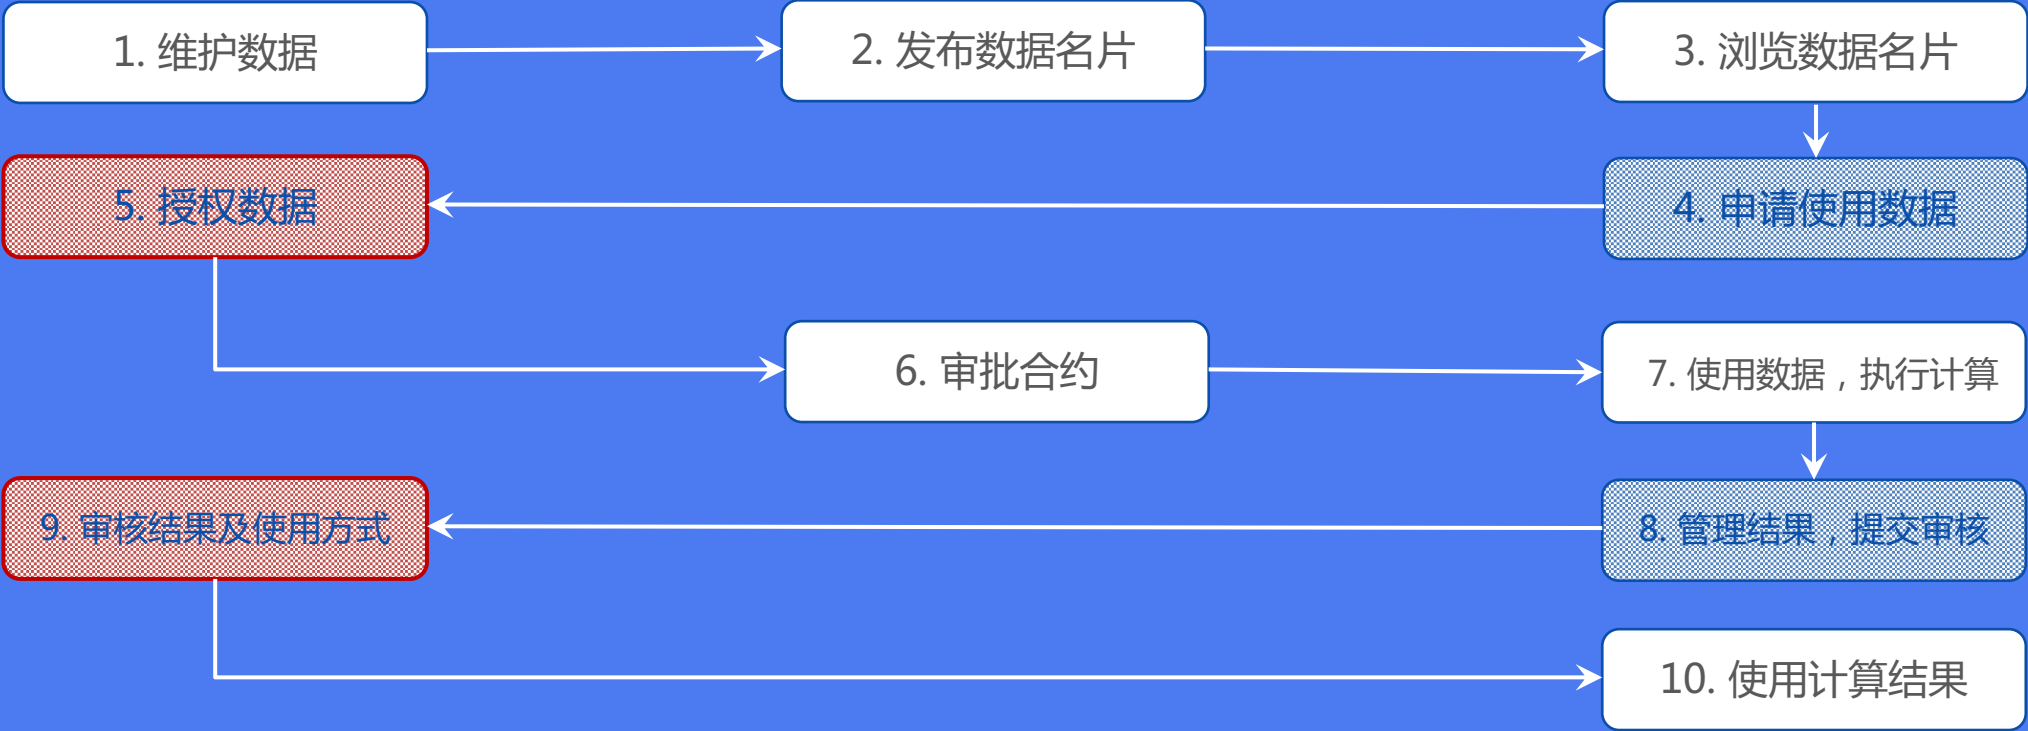 1. 维护数据
2. 发布数据名片
3. 浏览数据名片
4. 申请使用数据
5. 授权数据
6. 审批合约
7. 使用数据，执行计算
8. 管理结果，提交审核
9. 审核结果及使用方式
10. 使用计算结果